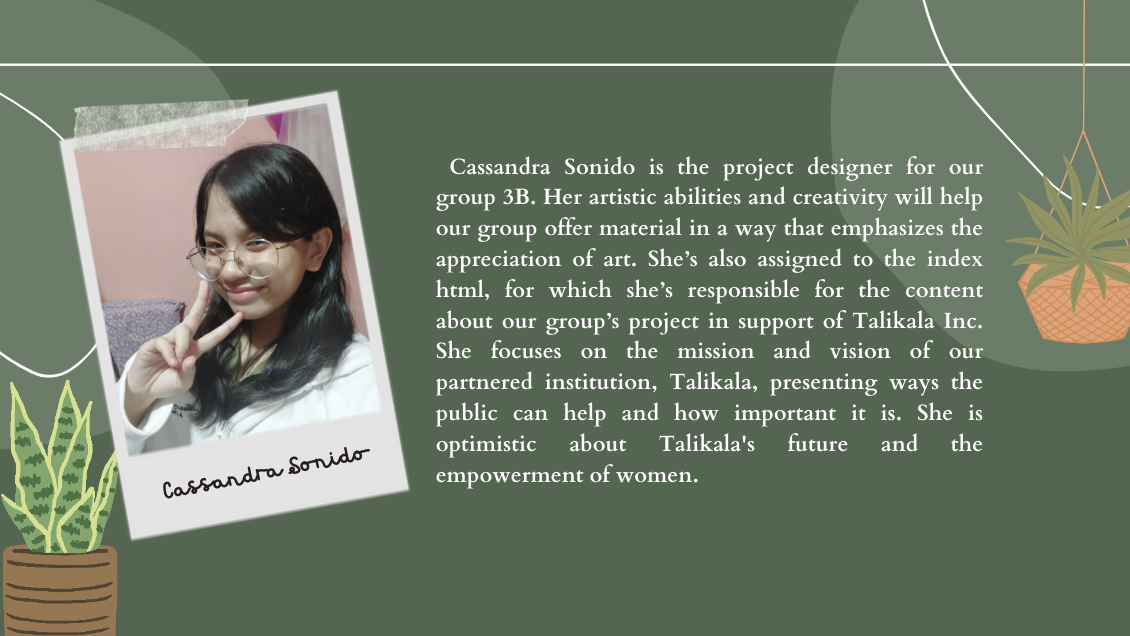 Cassandra Sonido is the project designer for our
group 3B. Her artistic abilities and creativity will help
our group offer material in a way that emphasizes the
appreciation of art. She’s also assigned to the index
html, for which she’s responsible for the content
about our group’s project in support of Talikala Inc.
She focuses on the mission and vision of our
partnered institution, Talikala, presenting ways the
public can help and how important it is. She is
optimistic about Talikala's future and the
empowerment of women.
Cassandra Sonido